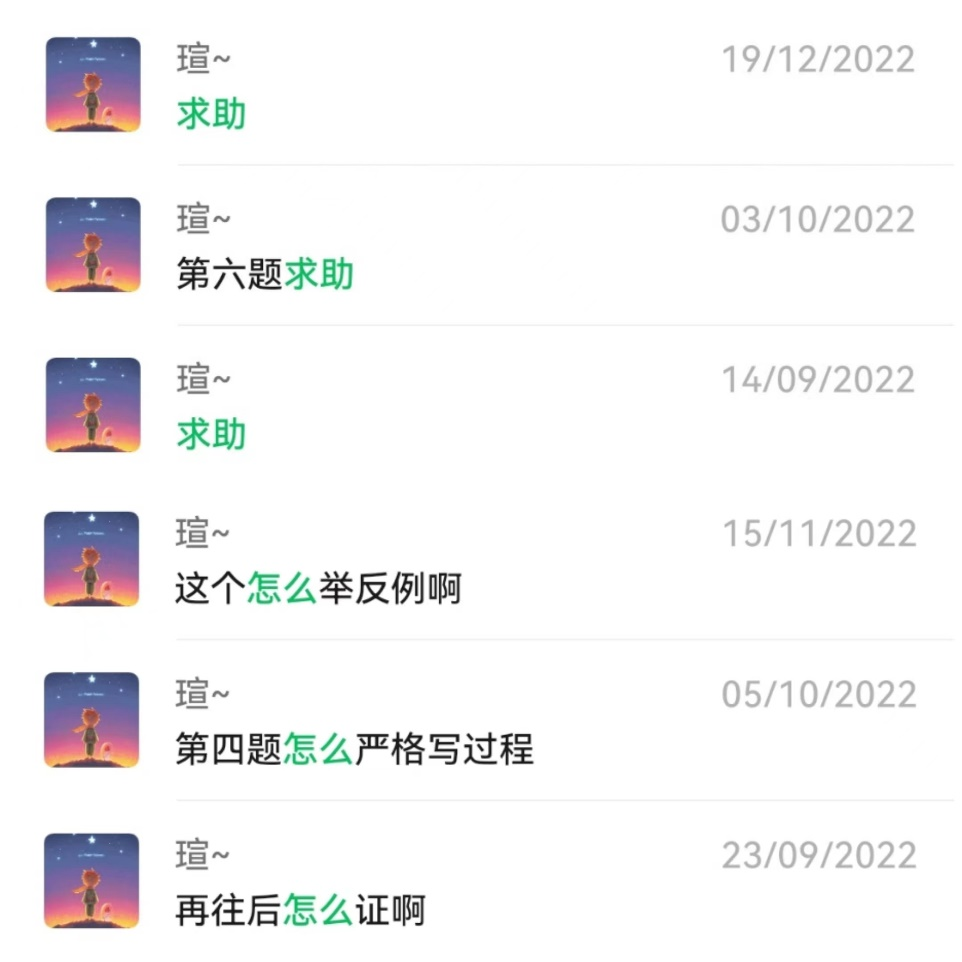 瑄~
19/12/2022
求助
瑄~
03/10/2022
第六题求助
瑄~
14/09/2022
求助
瑄~
15/11/2022
这个怎么举反例啊
瑄~
05/10/2022
第四题怎么严格写过程
瑄~
23/09/2022
再往后怎么证啊